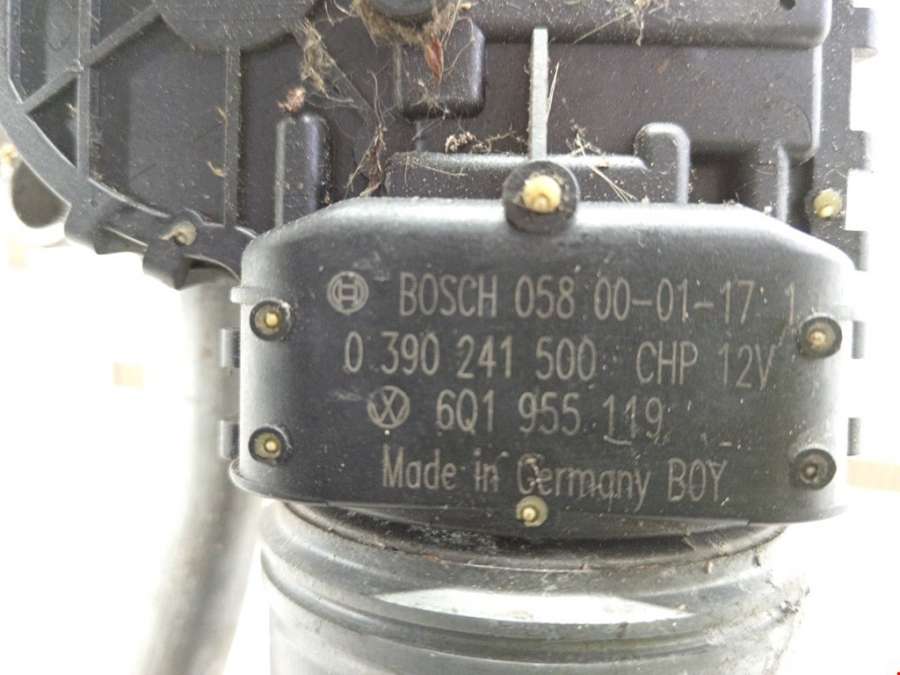 BOSCH 058 00-01-17 1
0 390 241 500 CHP 12V
6Q1 955 119
Made in Germany BOY